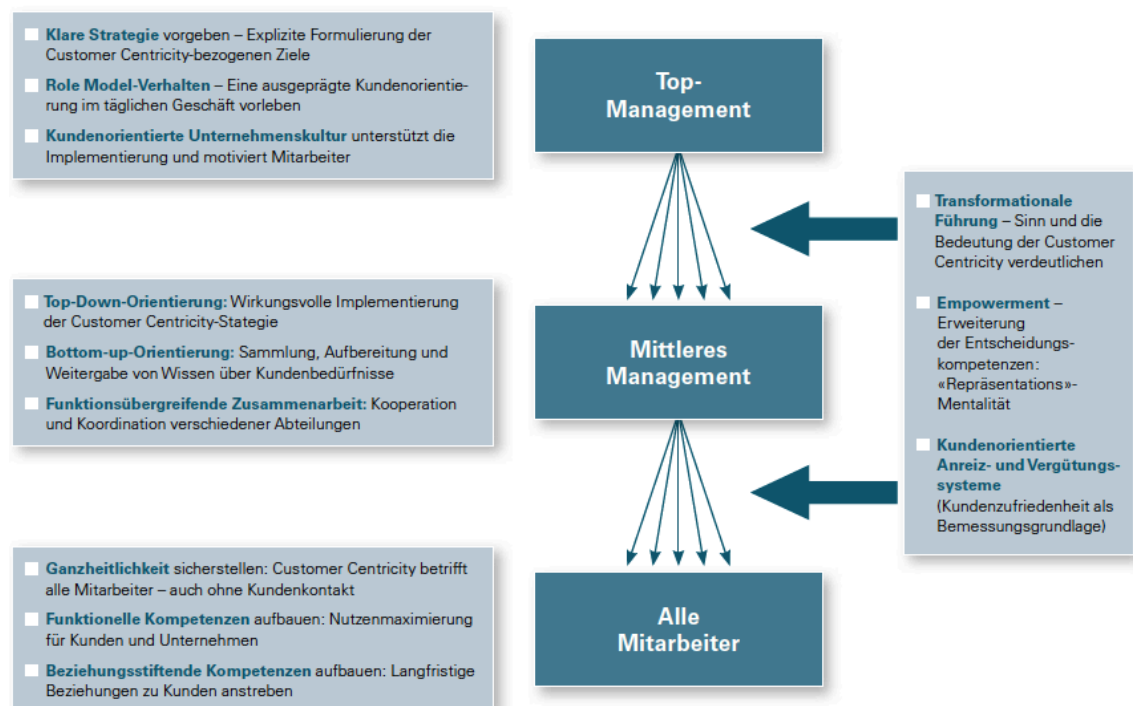 Klare Strategie vorgeben – Explizite Formulierung der
Customer Centricity-bezogenen Ziele
Role Model-Verhalten – Eine ausgeprägte Kundenorientie-
rung im täglichen Geschäft vorleben
Kundenorientierte Unternehmenskultur unterstützt die
Implementierung und motiviert Mitarbeiter
Top-
Management
Transformationale
Führung – Sinn und die
Bedeutung der Customer
Centricity verdeutlichen
Empowerment –
Erweiterung
der Entscheidungs-
kompetenzen:
«Repräsentations»-
Mentalität
Kundenorientierte
Anreiz- und Vergütungs-
systeme
(Kundenzufriedenheit als
Bemessungsgrundlage)
Top-Down-Orientierung: Wirkungsvolle Implementierung
der Customer Centricity-Stategie
Bottom-up-Orientierung: Sammlung, Aufbereitung und
Weitergabe von Wissen über Kundenbedürfnisse
Funktionsübergreifende Zusammenarbeit: Kooperation
und Koordination verschiedener Abteilungen
Mittleres
Management
Ganzheitlichkeit sicherstellen: Customer Centricity betrifft
alle Mitarbeiter – auch ohne Kundenkontakt
Funktionelle Kompetenzen aufbauen: Nutzenmaximierung
für Kunden und Unternehmen
Beziehungsstiftende Kompetenzen aufbauen: Langfristige
Beziehungen zu Kunden anstreben
Alle
Mitarbeiter